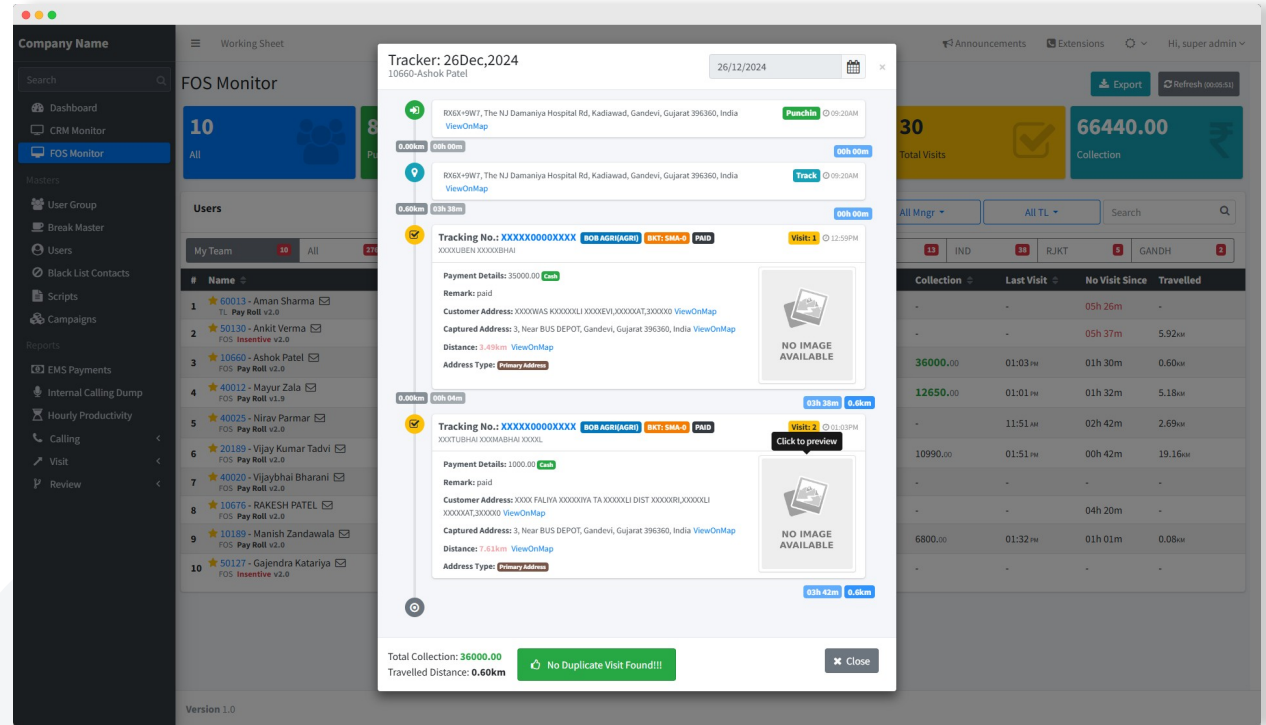 Company Name
Working Sheet
Announcements
Extensions
Hi, super admin
Search
Dashboard
CRM Monitor
FOS Monitor
Masters
User Group
Break Master
Users
Black List Contacts
Scripts
Campaigns
Reports
EMS Payments
Internal Calling Dump
Hourly Productivity
Calling
Visit
Review
FOS Monitor
Export
Refresh (00:05:51)
10
All
8
Pu
30
Total Visits
66440.00
Collection
Users
All Mngr
All TL
Search
My Team 10
All 276
13
IND 38
RJKT 5
GANDH 2
# Name Collection Last Visit No Visit Since Travelled
1 60013 - Aman Sharma - - 05h 26m -
TL Pay Roll v2.0
2 50130 - Ankit Verma - - 05h 37m 5.92KM
FOS Insentive v2.0
3 10660 - Ashok Patel 36000.00 01:03 PM 01h 30m 0.60KM
FOS Pay Roll v2.0
4 40012 - Mayur Zala 12650.00 01:01 PM 01h 32m 5.18KM
FOS Pay Roll v1.9
5 40025 - Nirav Parmar - 11:51 AM 02h 42m 2.69KM
FOS Pay Roll v2.0
6 20189 - Vijay Kumar Tadvi 10990.00 01:51 PM 00h 42m 19.16KM
FOS Pay Roll v2.0
7 40020 - Vijaybhai Bharani - - - -
FOS Pay Roll v2.0
8 10676 - RAKESH PATEL - - 04h 20m -
FOS Pay Roll v2.0
9 10189 - Manish Zandawala 6800.00 01:32 PM 01h 01m 0.08KM
FOS Pay Roll v2.0
10 50127 - Gajendra Katariya - - - -
FOS Insentive v2.0
Version 1.0
Tracker: 26Dec,2024
10660-Ashok Patel
26/12/2024
×
RX6X+9W7, The NJ Damaniya Hospital Rd, Kadiawad, Gandevi, Gujarat 396360, India
ViewOnMap
Punchin 09:20AM
0.00km 00h 00m
00h 00m
RX6X+9W7, The NJ Damaniya Hospital Rd, Kadiawad, Gandevi, Gujarat 396360, India
ViewOnMap
Track 09:20AM
0.60km 03h 38m
00h 00m
Tracking No.: XXXXX0000XXXX BOB AGRI(AGRI) BKT: SMA-0 PAID Visit: 1 12:59PM
XXXXUBEN XXXXXBHAI
Payment Details: 35000.00 Cash
Remark: paid
Customer Address: XXXXWAS KXXXXXLI XXXXEVI,XXXXXAT,3XXXX0 ViewOnMap
Captured Address: 3, Near BUS DEPOT, Gandevi, Gujarat 396360, India ViewOnMap
Distance: 3.49km ViewOnMap
Address Type: Primary Address
NO IMAGE
AVAILABLE
0.00km 00h 04m
03h 38m 0.6km
Tracking No.: XXXXX0000XXXX BOB AGRI(AGRI) BKT: SMA-0 PAID Visit: 2 01:03PM
XXXTUBHAI XXXMABHAI XXXXL
Click to preview
Payment Details: 1000.00 Cash
Remark: paid
Customer Address: XXXX FALIYA XXXXXIYA TA XXXXXLI DIST XXXXXRI,XXXXXLI
XXXXXAT,3XXXX0 ViewOnMap
Captured Address: 3, Near BUS DEPOT, Gandevi, Gujarat 396360, India ViewOnMap
Distance: 7.61km ViewOnMap
Address Type: Primary Address
NO IMAGE
AVAILABLE
03h 42m 0.6km
Total Collection: 36000.00
Travelled Distance: 0.60km
No Duplicate Visit Found!!!
Close